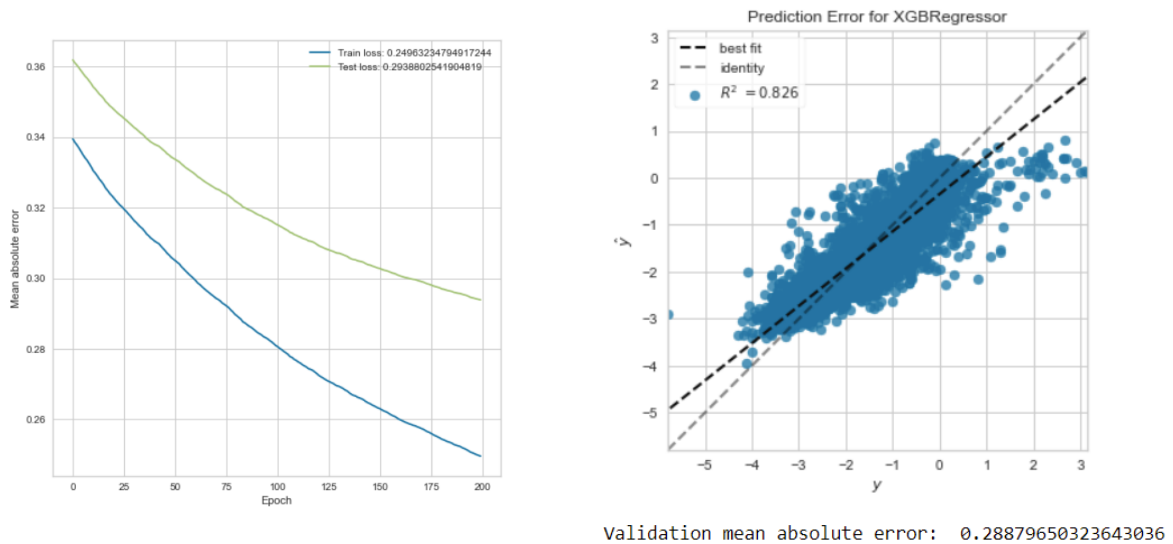 Train loss: 0.24963234794917244
Test loss: 0.2938802541904819
0.36
0.34
0.32
0.30
0.28
0.26
Mean absolute error
0 25 50 75 100 125 150 175 200
Epoch
Prediction Error for XGBRegressor
best fit
identity
R² = 0.826
3
2
1
0
−1
−2
−3
−4
−5
ŷ
−5 −4 −3 −2 −1 0 1 2 3
y
Validation mean absolute error: 0.28879650323643036